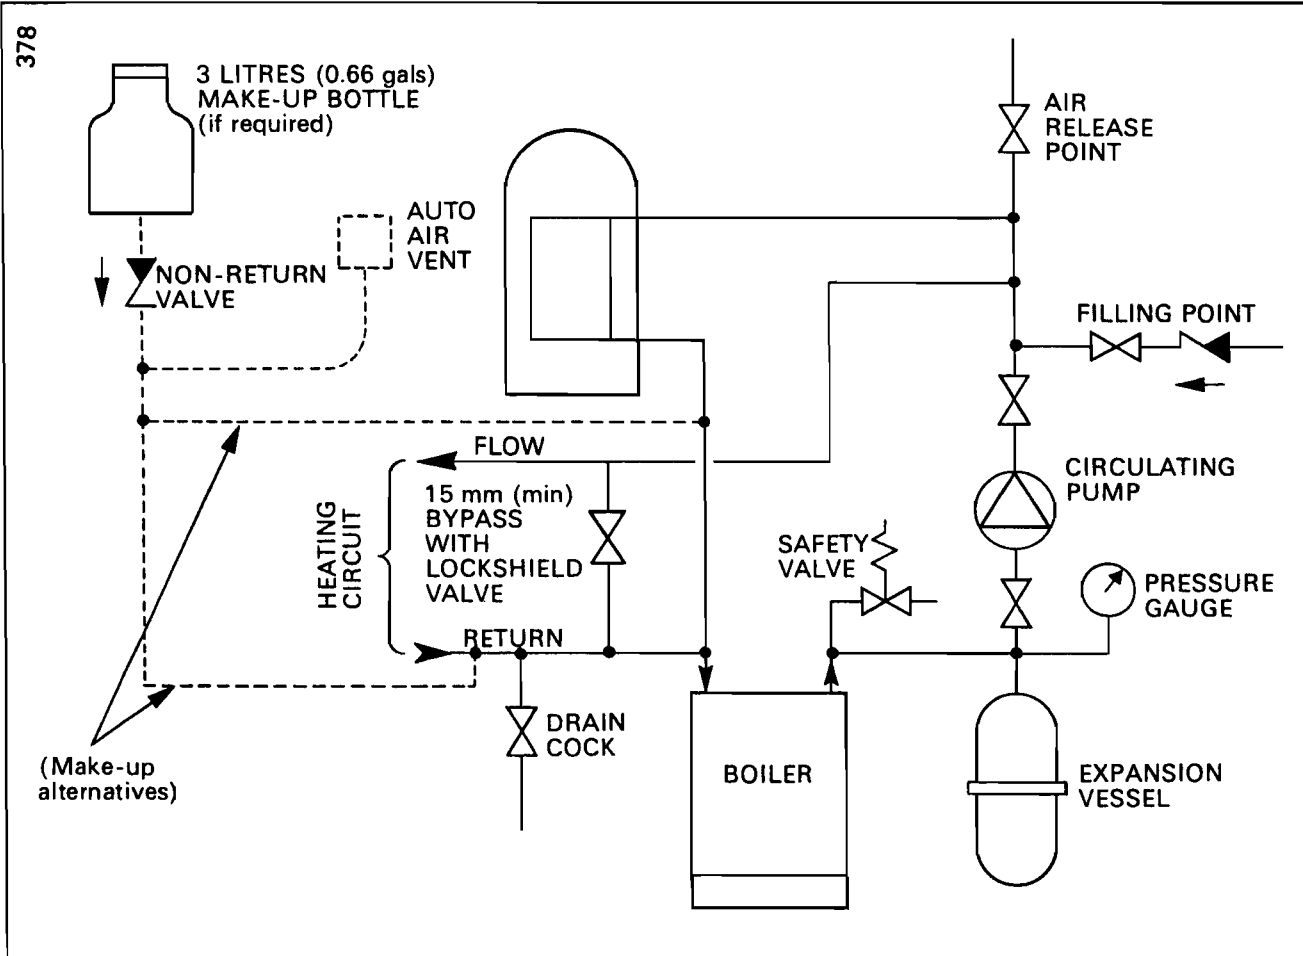 378
3 LITRES (0.66 gals)
MAKE-UP BOTTLE
(if required)
AIR
RELEASE
POINT
AUTO
AIR
VENT
NON-RETURN
VALVE
FILLING POINT
FLOW
CIRCULATING
PUMP
15 mm (min)
BYPASS
WITH
LOCKSHIELD
VALVE
HEATING
CIRCUIT
SAFETY
VALVE
PRESSURE
GAUGE
RETURN
DRAIN
COCK
(Make-up
alternatives)
BOILER
EXPANSION
VESSEL